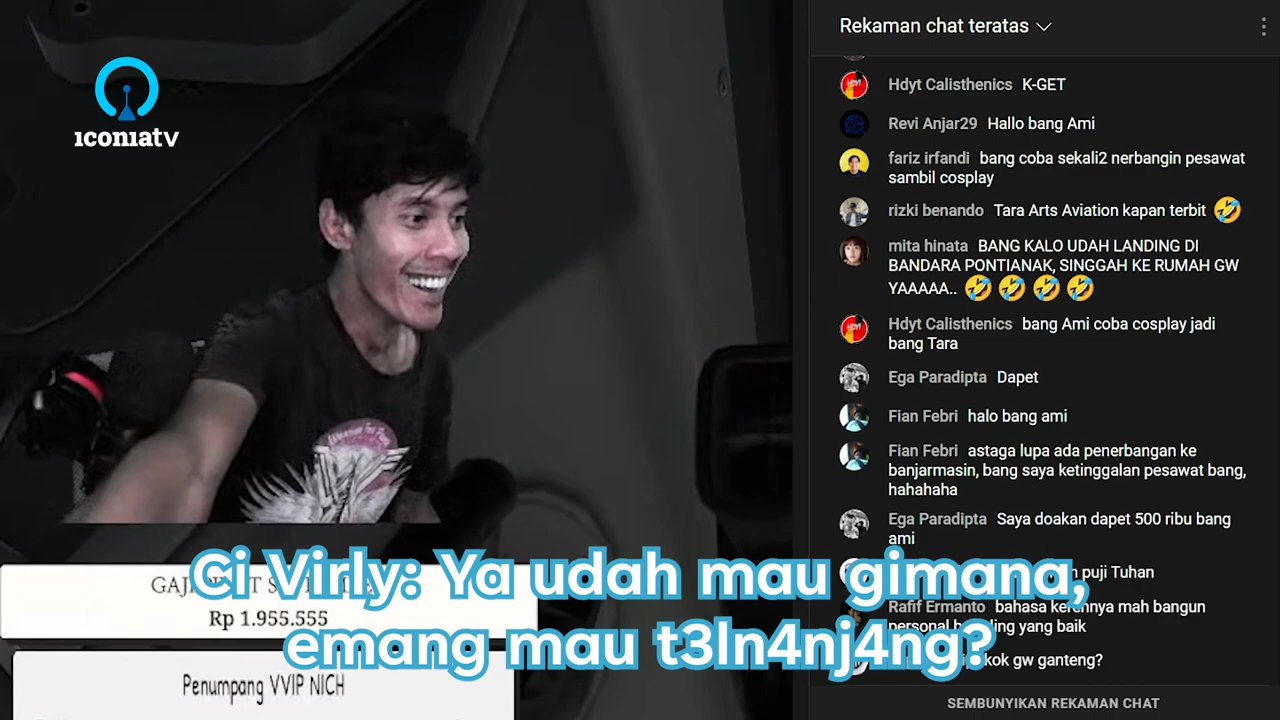 ıconıatv
Rekaman chat teratas
Hdyt Calisthenics K-GET
Revi Anjar29 Hallo bang Ami
fariz irfandi bang coba sekali2 nerbangin pesawat
sambil cosplay
rizki benando Tara Arts Aviation kapan terbit 🤣
mita hinata BANG KALO UDAH LANDING DI
BANDARA PONTIANAK, SINGGAH KE RUMAH GW
YAAAAA.. 🤣 🤣 🤣 🤣
Hdyt Calisthenics bang Ami coba cosplay jadi
bang Tara
Ega Paradipta Dapet
Fian Febri halo bang ami
Fian Febri astaga lupa ada penerbangan ke
banjarmasin, bang saya ketinggalan pesawat bang,
hahahaha
Ega Paradipta Saya doakan dapet 500 ribu bang
ami
puji Tuhan
Rafif Ermanto bahasa kerennya mah bangun
personal yang baik
kok gw ganteng?
SEMBUNYIKAN REKAMAN CHAT
Rp 1.955.555
Penumpang VVIP NICH
Ci Virly: Ya udah mau gimana,
emang mau t3ln4nj4ng?